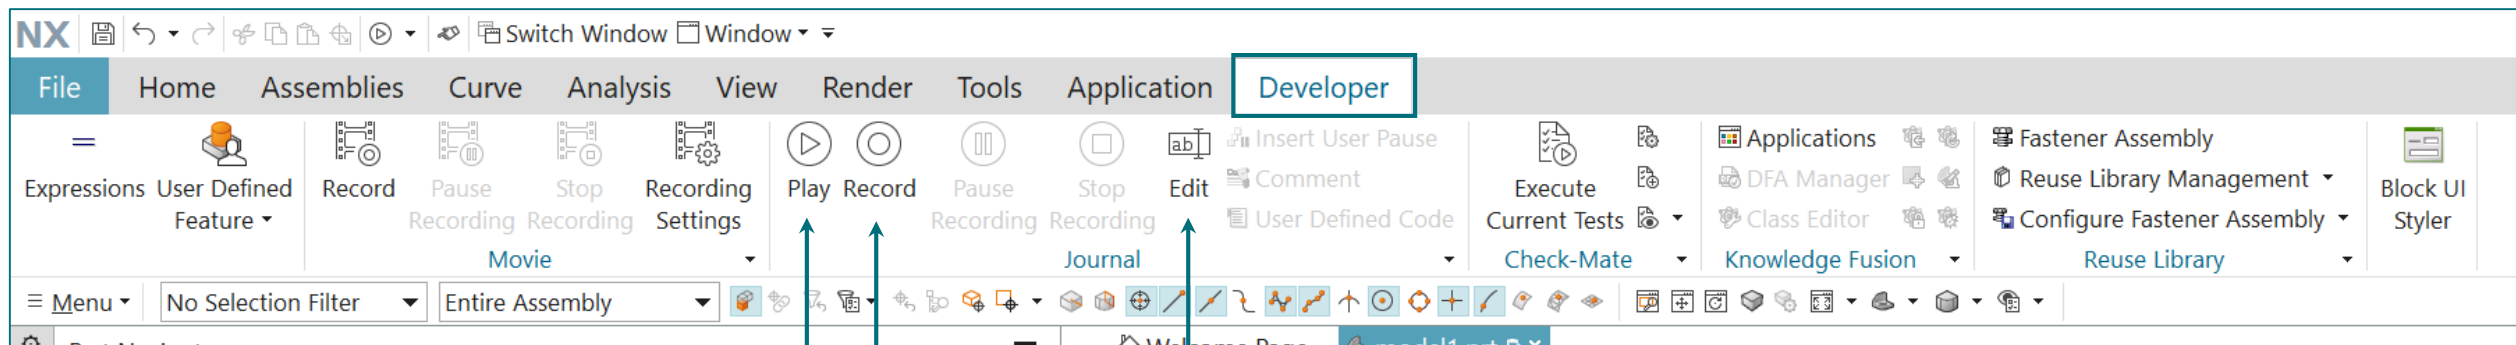 NX Switch Window Window
File Home Assemblies Curve Analysis View Render Tools Application Developer
Expressions
User Defined
Feature
Record
Pause
Recording
Stop
Recording
Recording
Settings
Movie
Play
Record
Pause
Recording
Stop
Recording
ab
Edit
Insert User Pause
Comment
User Defined Code
Journal
Execute
Current Tests
Check-Mate
Applications
DFA Manager
Class Editor
Knowledge Fusion
Fastener Assembly
Reuse Library Management
Configure Fastener Assembly
Reuse Library
Block UI
Styler
Menu No Selection Filter Entire Assembly